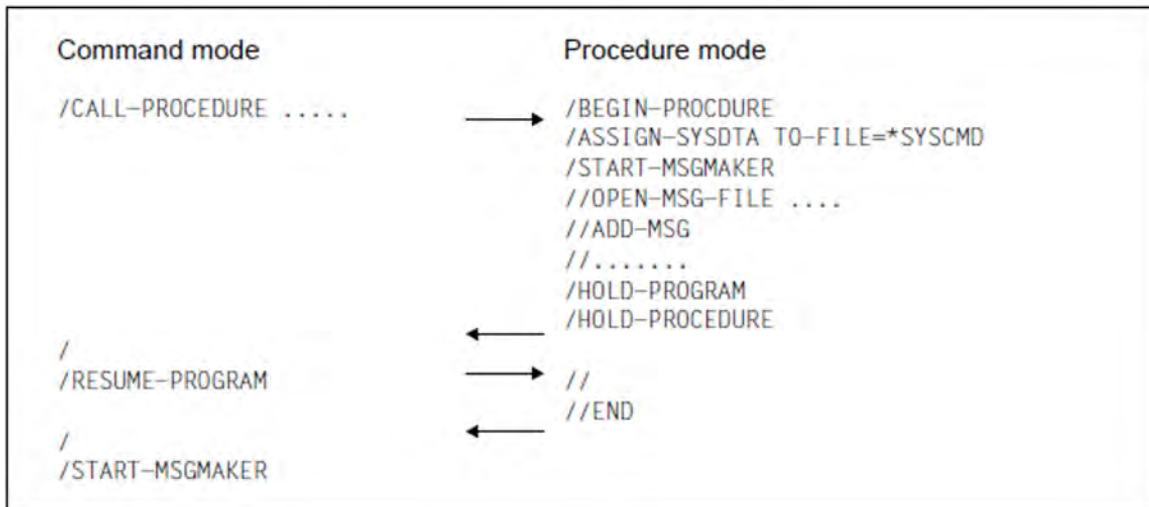 Command mode
Procedure mode
/CALL-PROCEDURE .....
/BEGIN-PROCDURE
/ASSIGN-SYSDTA TO-FILE=*SYSCMD
/START-MSGMAKER
//OPEN-MSG-FILE ....
//ADD-MSG
//.......
/HOLD-PROGRAM
/HOLD-PROCEDURE
/
/RESUME-PROGRAM
//
//END
/
/START-MSGMAKER